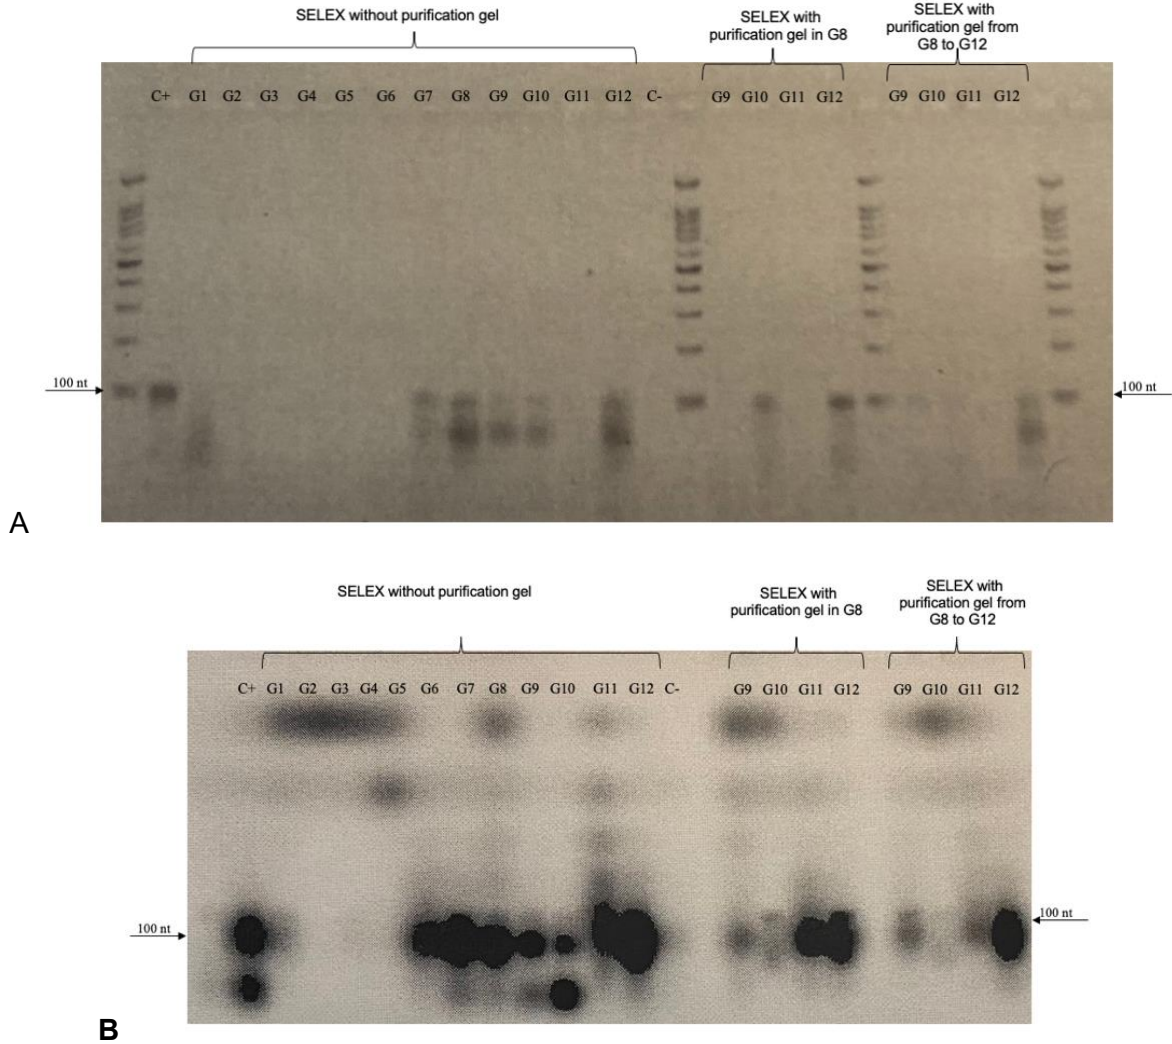 SELEX without purification gel
SELEX with
purification gel in G8
SELEX with
purification gel from
G8 to G12
C+ G1 G2 G3 G4 G5 G6 G7 G8 G9 G10 G11 G12 C-
G9 G10 G11 G12
G9 G10 G11 G12
100 nt
100 nt
A
SELEX without purification gel
SELEX with
purification gel in G8
SELEX with
purification gel from
G8 to G12
C+ G1 G2 G3 G4 G5 G6 G7 G8 G9 G10 G11 G12 C-
G9 G10 G11 G12
G9 G10 G11 G12
100 nt
100 nt
B